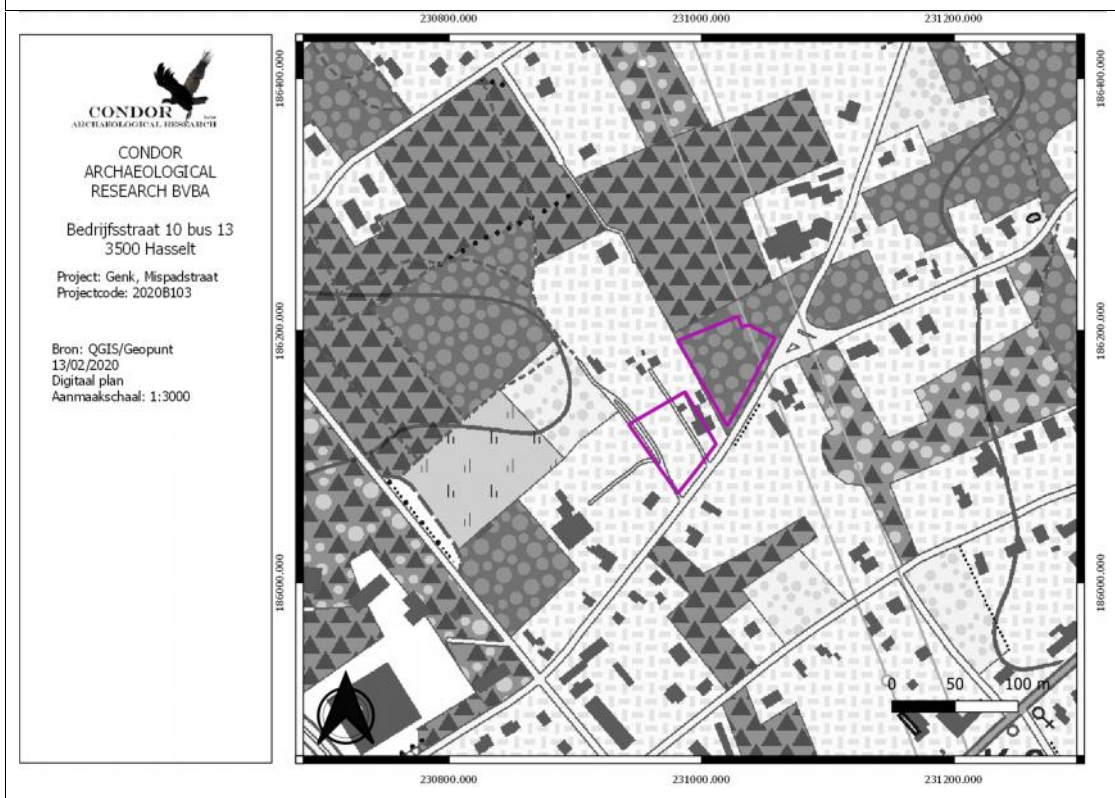 CONDOR
ARCHAEOLOGICAL RESEARCH
CONDOR
ARCHAEOLOGICAL
RESEARCH BVBA
Bedrijfsstraat 10 bus 13
3500 Hasselt
Project: Genk, Mispadstraat
Projectcode: 2020B103
Bron: QGIS/Geopunt
13/02/2020
Digitaal plan
Aanmaakschaal: 1:3000
230800.000 231000.000 231200.000
186400.000 186400.000
186200.000 186200.000
186000.000 186000.000
0 50 100 m
230800.000 231000.000 231200.000